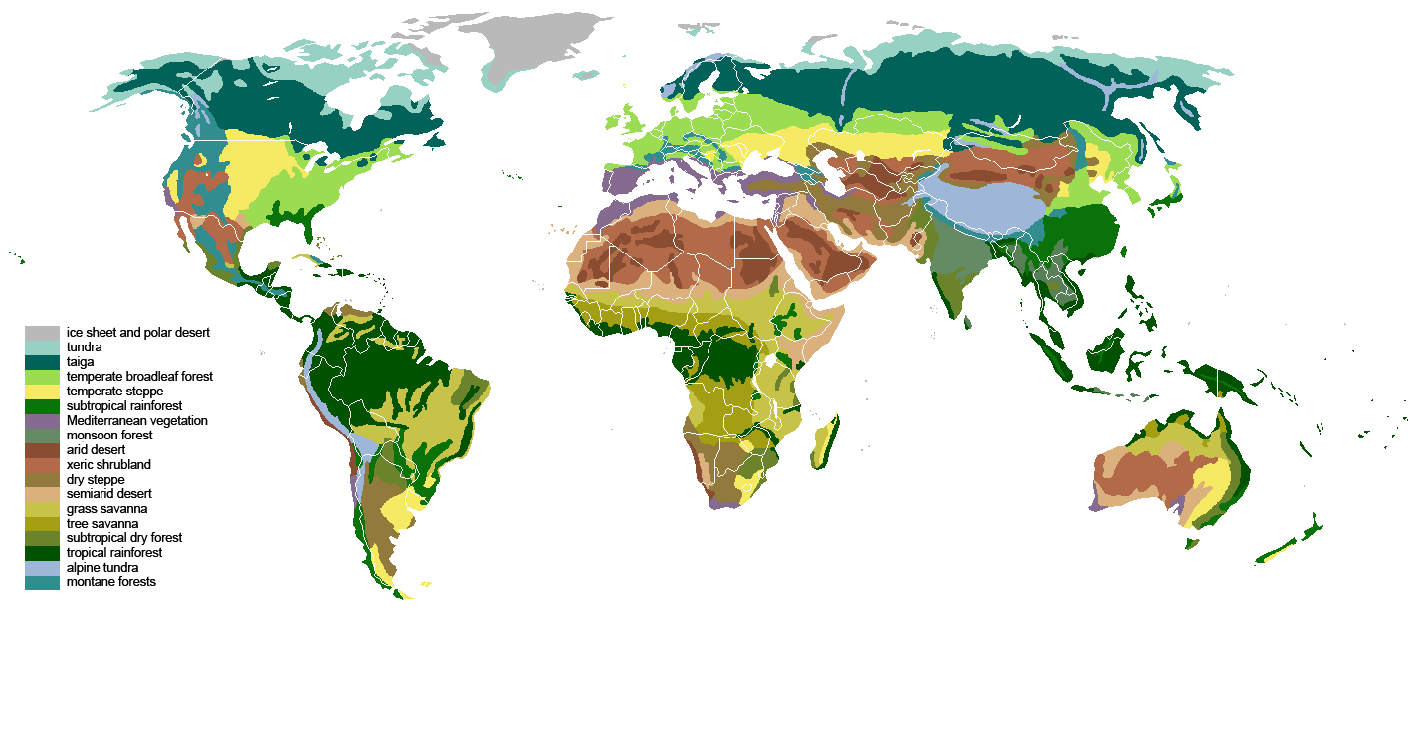 ice sheet and polar desert
tundra
taiga
temperate broadleaf forest
temperate steppe
subtropical rainforest
Mediterranean vegetation
monsoon forest
arid desert
xeric shrubland
dry steppe
semiarid desert
grass savanna
tree savanna
subtropical dry forest
tropical rainforest
alpine tundra
montane forests